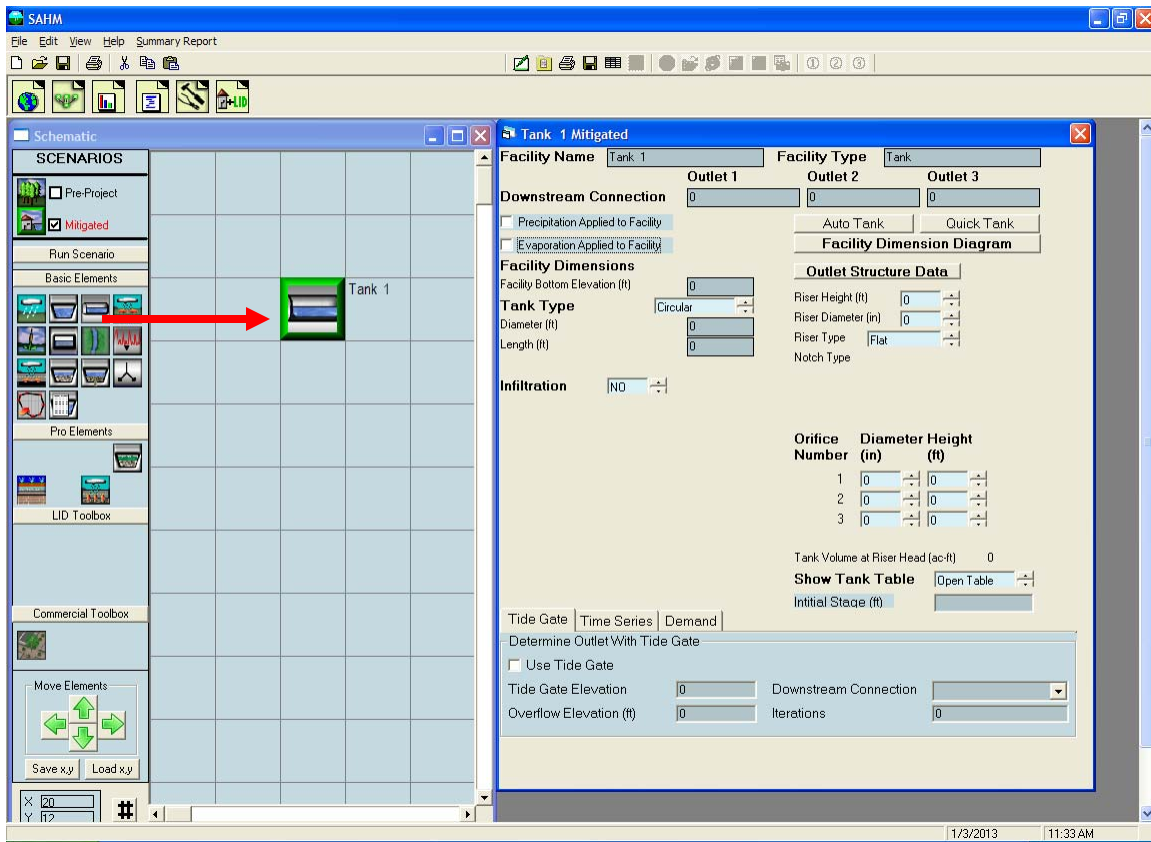 SAHM
File Edit View Help Summary Report
+LID
Schematic
SCENARIOS
Pre-Project
Mitigated
Run Scenario
Basic Elements
Pro Elements
LID Toolbox
Commercial Toolbox
Move Elements
Save x,y Load x,y
X 20
Y 12
#
Tank 1
Tank 1 Mitigated
Facility Name Tank 1 Facility Type Tank
Outlet 1 Outlet 2 Outlet 3
Downstream Connection 0 0 0
Precipitation Applied to Facility Auto Tank Quick Tank
Evaporation Applied to Facility Facility Dimension Diagram
Facility Dimensions Outlet Structure Data
Facility Bottom Elevation (ft) 0
Tank Type Circular Riser Height (ft) 0
Diameter (ft) 0 Riser Diameter (in) 0
Length (ft) 0 Riser Type Flat
Notch Type
Infiltration NO
Orifice Diameter Height
Number (in) (ft)
1 0 0
2 0 0
3 0 0
Tank Volume at Riser Head (ac-ft) 0
Show Tank Table Open Table
Intitial Stage (ft)
Tide Gate Time Series Demand
Determine Outlet With Tide Gate
Use Tide Gate
Tide Gate Elevation 0 Downstream Connection
Overflow Elevation (ft) 0 Iterations 0
1/3/2013 11:33 AM